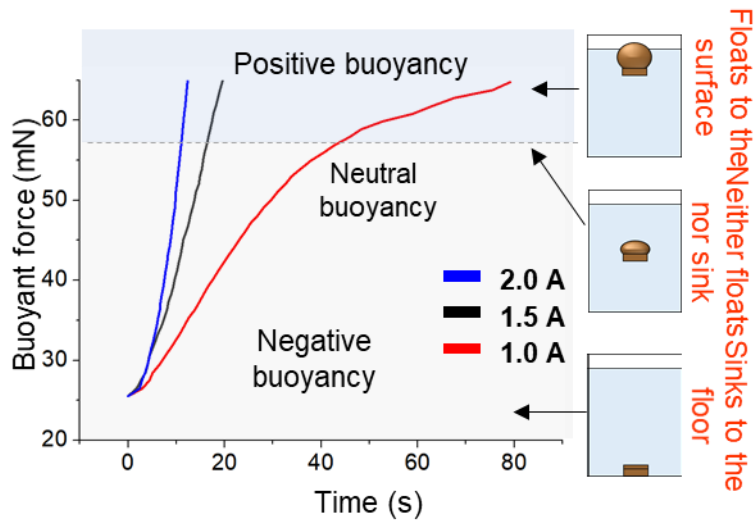 Positive buoyancy
Neutral
buoyancy
Negative
buoyancy
2.0 A
1.5 A
1.0 A
Buoyant force (mN)
60
50
40
30
20
0
20
40
60
80
Time (s)
Floats to the
surface
Neither floats
nor sink
Sinks to the
floor